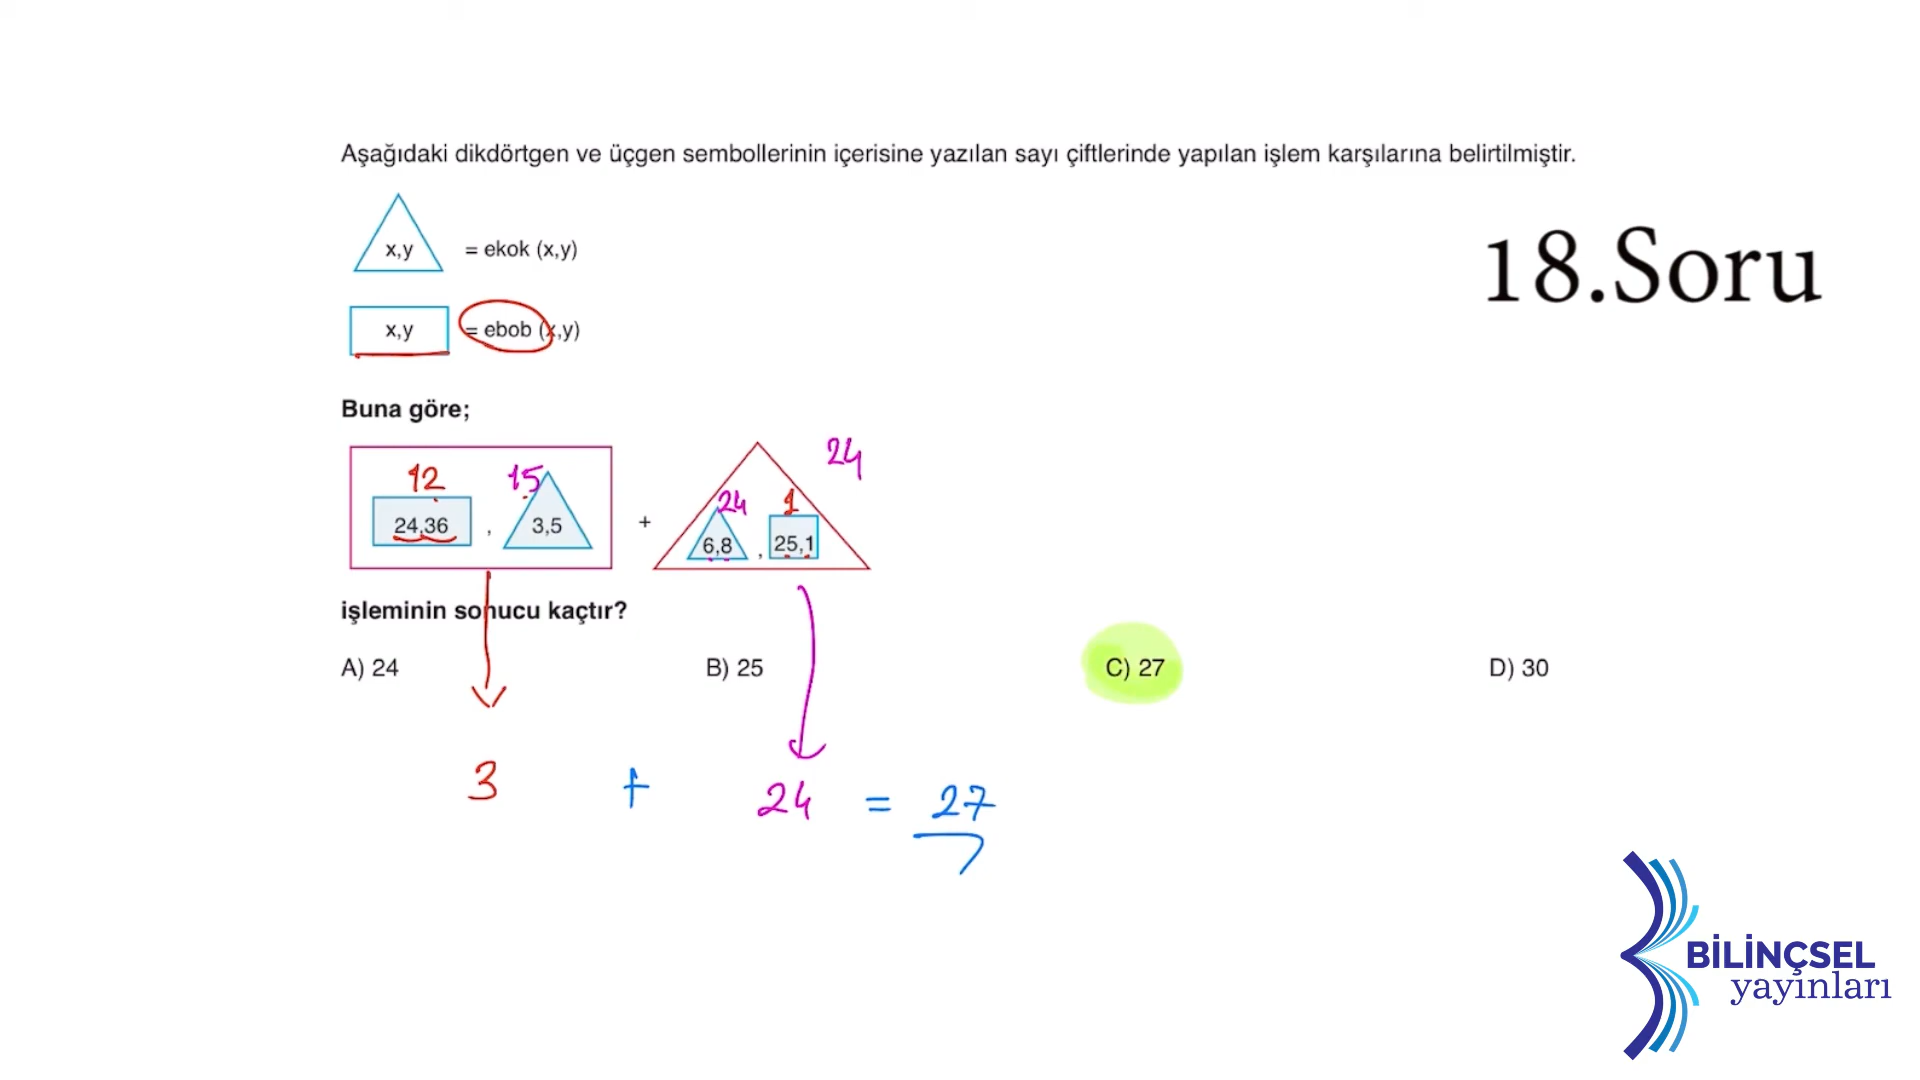 Aşağıdaki dikdörtgen ve üçgen sembollerinin içerisine yazılan sayı çiftlerinde yapılan işlem karşılarına belirtilmiştir.
x,y = ekok (x,y)
18.Soru
x,y = ebob (x,y)
Buna göre;
24
12 15 24 1
24,36 , 3,5 + 6,8 , 25,1
işleminin sonucu kaçtır?
A) 24 B) 25 C) 27 D) 30
3 + 24 = 27
BİLİNÇSEL
yayınları